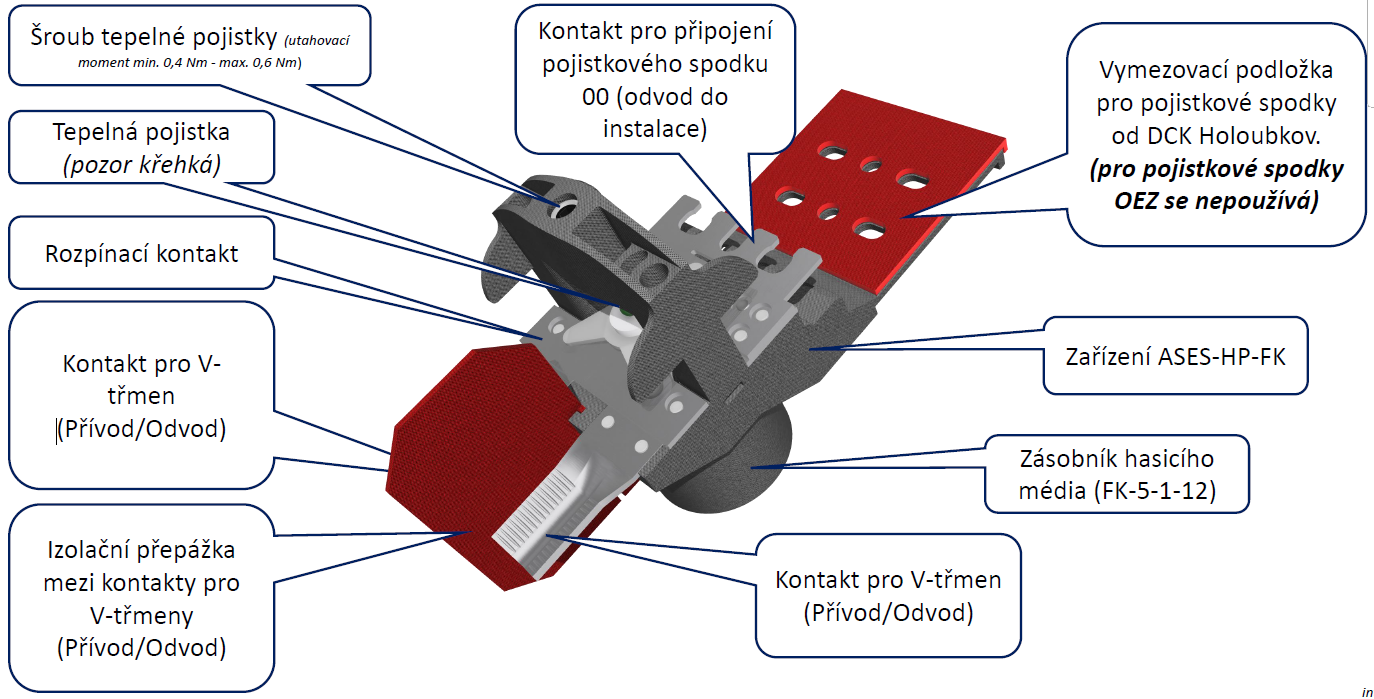 Šroub tepelné pojistky (utahovací
moment min. 0,4 Nm - max. 0,6 Nm)
Tepelná pojistka
(pozor křehká)
Rozpínací kontakt
Kontakt pro V-
třmen
(Přívod/Odvod)
Izolační přepážka
mezi kontakty pro
V-třmeny
(Přívod/Odvod)
Kontakt pro připojení
pojistkového spodku
00 (odvod do
instalace)
Vymezovací podložka
pro pojistkové spodky
od DCK Holoubkov.
(pro pojistkové spodky
OEZ se nepoužívá)
Zařízení ASES-HP-FK
Zásobník hasicího
média (FK-5-1-12)
Kontakt pro V-třmen
(Přívod/Odvod)
in